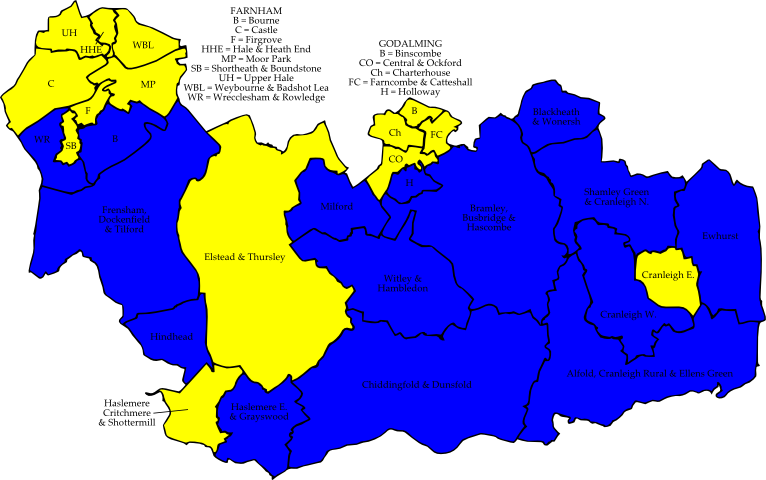 FARNHAM
B = Bourne
C = Castle
F = Firgrove
HHE = Hale & Heath End
MP = Moor Park
SB = Shortheath & Boundstone
UH = Upper Hale
WBL = Weybourne & Badshot Lea
WR = Wrecclesham & Rowledge
GODALMING
B = Binscombe
CO = Central & Ockford
Ch = Charterhouse
FC = Farncombe & Catteshall
H = Holloway
UH
HHE
WBL
C
MP
F
WR
SB
B
B
Ch
FC
CO
H
Blackheath
& Wonersh
Shamley Green
& Cranleigh N
Ewhurst
Milford
Bramley,
Busbridge &
Hascombe
Frensham,
Dockenfield
& Tilford
Elstead & Thursley
Witley &
Hambledon
Cranleigh E.
Cranleigh W
Hindhead
Alfold, Cranleigh Rural & Ellens Green
Chiddingfold & Dunsfold
Haslemere
Critchmere
& Shottermill
Haslemere E.
& Grayswood